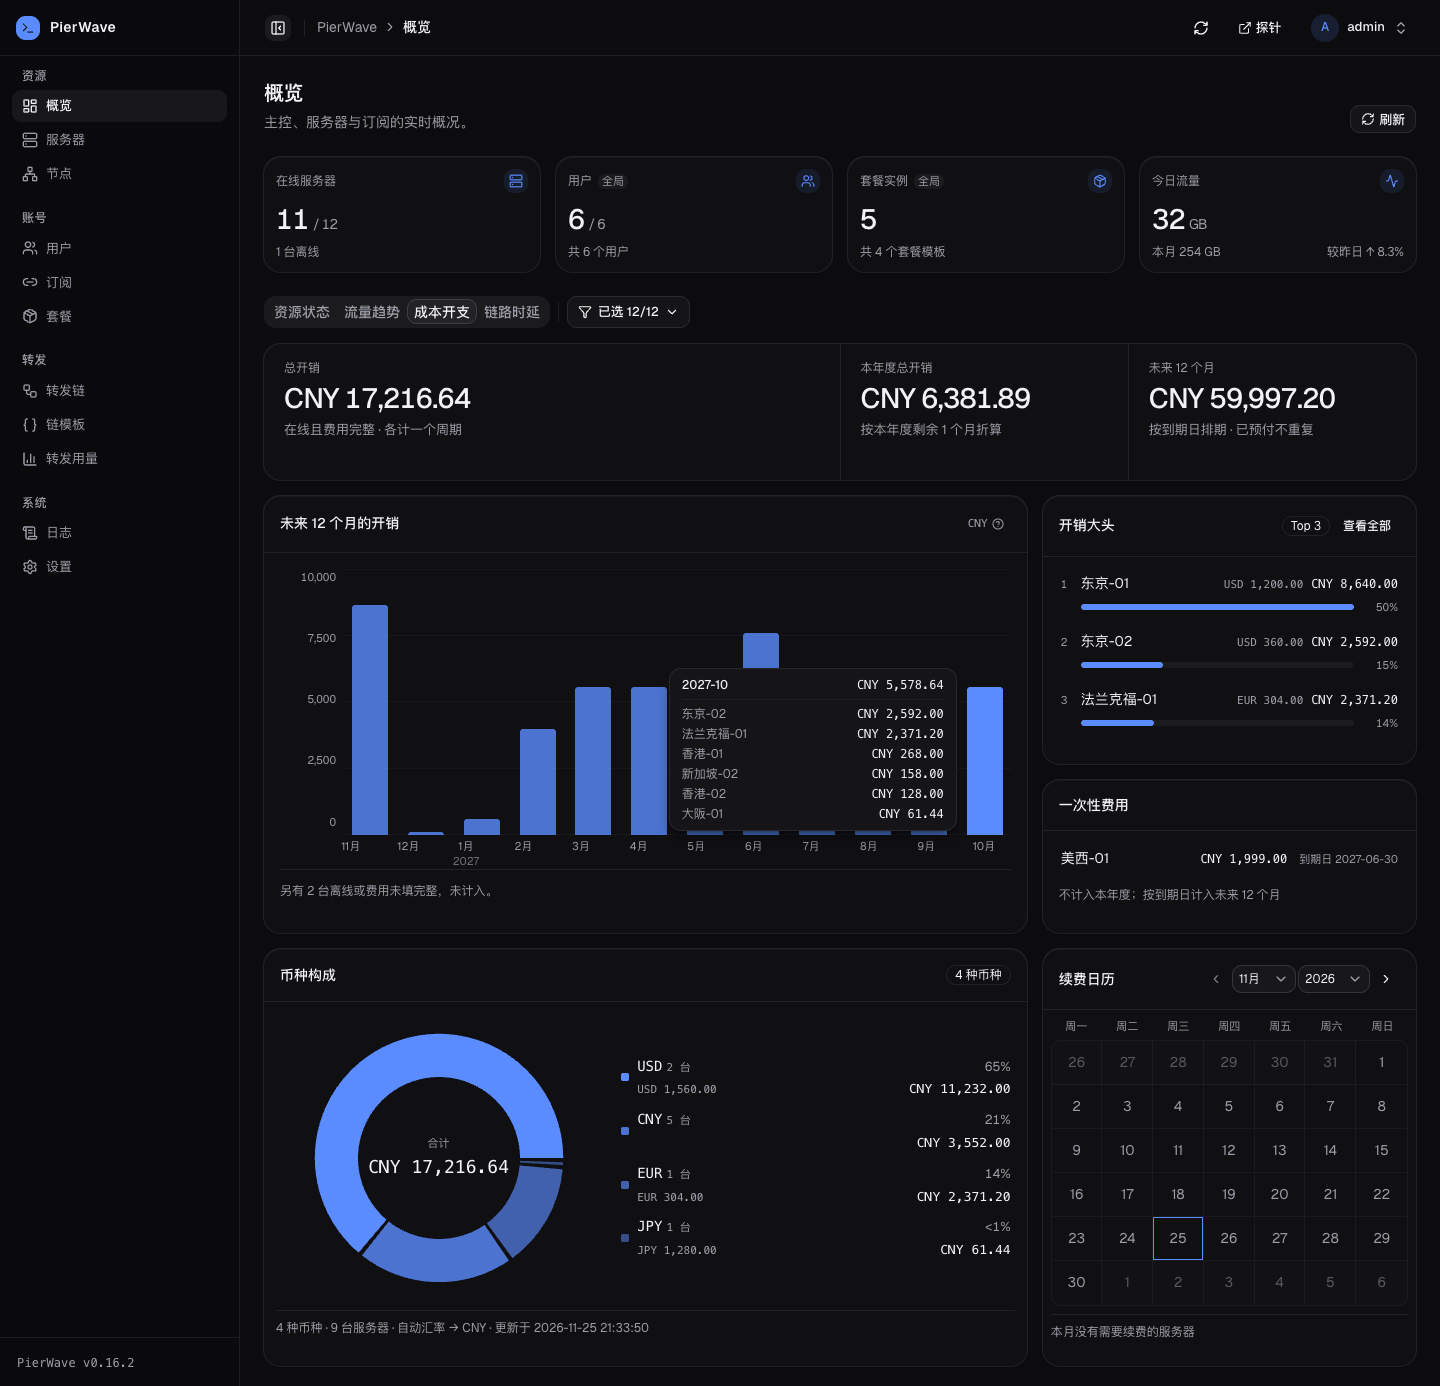 PierWave
资源
概览
服务器
节点
账号
用户
订阅
套餐
转发
转发链
链模板
转发用量
系统
日志
设置
PierWave v0.16.2
PierWave > 概览
探针
A admin
概览
主控、服务器与订阅的实时概况。
刷新
在线服务器
11 / 12
1 台离线
用户 全局
6 / 6
共 6 个用户
套餐实例 全局
5
共 4 个套餐模板
今日流量
32 GB
本月 254 GB 较昨日 ↑ 8.3%
资源状态 流量趋势 成本开支 链路时延 已选 12/12
总开销
CNY 17,216.64
在线且费用完整 · 各计一个周期
本年度总开销
CNY 6,381.89
按本年度剩余 1 个月折算
未来 12 个月
CNY 59,997.20
按到期日排期 · 已预付不重复
未来 12 个月的开销 CNY
10,000
7,500
5,000
2,500
0
11月 12月 1月 2月 3月 4月 5月 6月 7月 8月 9月 10月
2027
2027-10 CNY 5,578.64
东京-02 CNY 2,592.00
法兰克福-01 CNY 2,371.20
香港-01 CNY 268.00
新加坡-02 CNY 158.00
香港-02 CNY 128.00
大阪-01 CNY 61.44
另有 2 台离线或费用未填完整，未计入。
开销大头 Top 3 查看全部
1 东京-01 USD 1,200.00 CNY 8,640.00
50%
2 东京-02 USD 360.00 CNY 2,592.00
15%
3 法兰克福-01 EUR 304.00 CNY 2,371.20
14%
一次性费用
美西-01 CNY 1,999.00 到期日 2027-06-30
不计入本年度；按到期日计入未来 12 个月
币种构成 4 种币种
合计
CNY 17,216.64
USD 2 台 65%
USD 1,560.00 CNY 11,232.00
CNY 5 台 21%
CNY 3,552.00
EUR 1 台 14%
EUR 304.00 CNY 2,371.20
JPY 1 台 <1%
JPY 1,280.00 CNY 61.44
4 种币种 · 9 台服务器 · 自动汇率 → CNY · 更新于 2026-11-25 21:33:50
续费日历 11月 2026
周一 周二 周三 周四 周五 周六 周日
26 27 28 29 30 31 1
2 3 4 5 6 7 8
9 10 11 12 13 14 15
16 17 18 19 20 21 22
23 24 25 26 27 28 29
30 1 2 3 4 5 6
本月没有需要续费的服务器